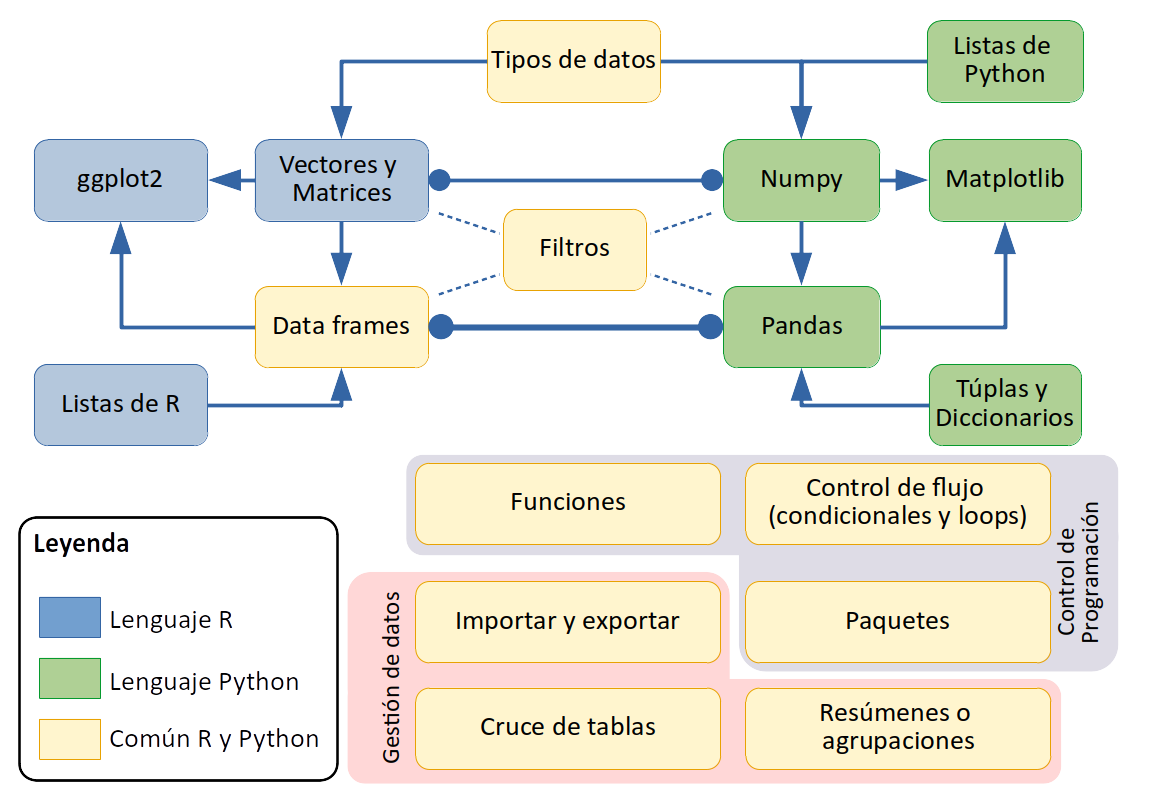 Tipos de datos
Listas de
Python
ggplot2
Vectores y
Matrices
Numpy
Matplotlib
Filtros
Data frames
Pandas
Listas de R
Túplas y
Diccionarios
Funciones
Control de flujo
(condicionales y loops)
Control de
Programación
Paquetes
Gestión de datos
Importar y exportar
Cruce de tablas
Resúmenes o
agrupaciones
Leyenda
Lenguaje R
Lenguaje Python
Común R y Python